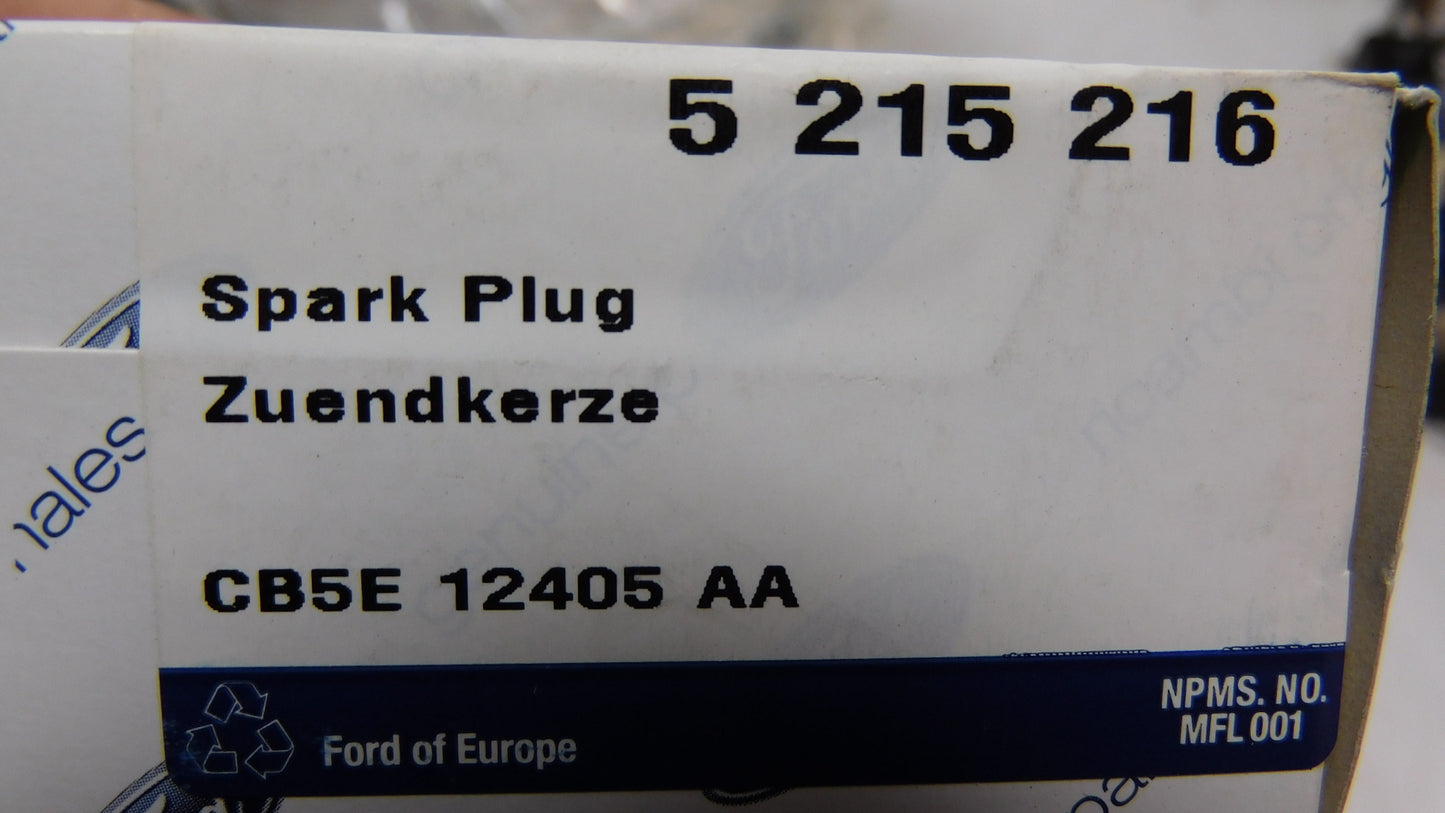 5 215 216
Spark Plug
Zuendkerze
CB5E 12405 AA
Ford of Europe
NPMS. NO.
MFL 001